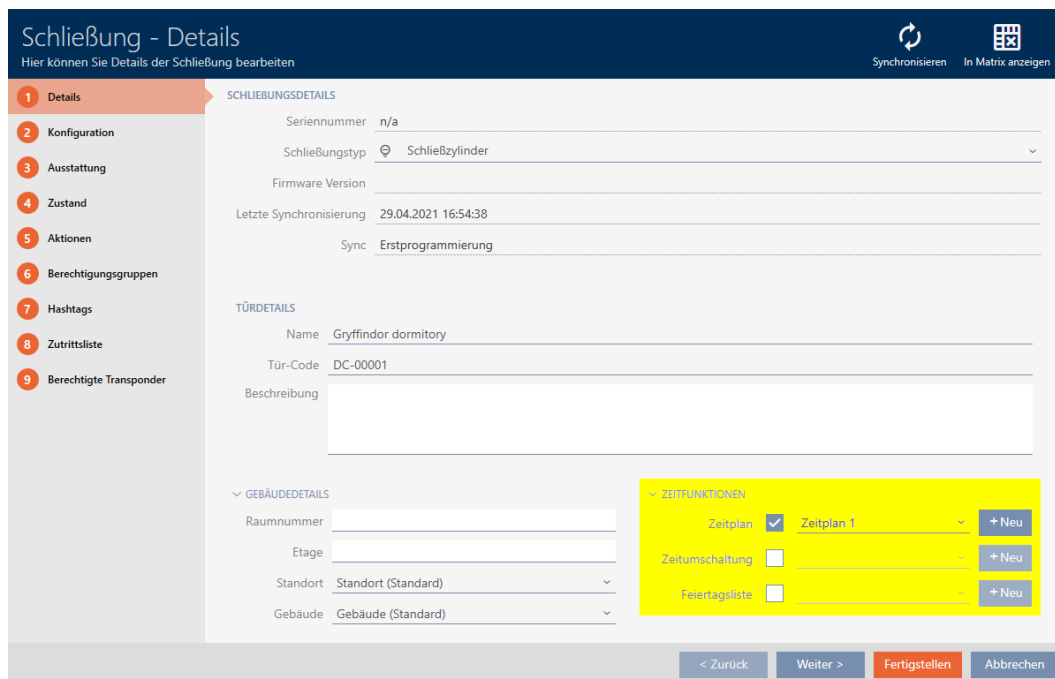 Schließung - Details
Hier können Sie Details der Schließung bearbeiten
Synchronisieren
In Matrix anzeigen
1 Details
2 Konfiguration
3 Ausstattung
4 Zustand
5 Aktionen
6 Berechtigungsgruppen
7 Hashtags
8 Zutrittsliste
9 Berechtigte Transponder
SCHLIEßUNGSDETAILS
Seriennummer n/a
Schließungstyp Schließzylinder
Firmware Version
Letzte Synchronisierung 29.04.2021 16:54:38
Sync Erstprogrammierung
TÜRDETAILS
Name Gryffindor dormitory
Tür-Code DC-00001
Beschreibung
GEBÄUDEDETAILS
Raumnummer
Etage
Standort Standort (Standard)
Gebäude Gebäude (Standard)
ZEITFUNKTIONEN
Zeitplan Zeitplan 1 + Neu
Zeitumschaltung + Neu
Feiertagsliste + Neu
< Zurück
Weiter >
Fertigstellen
Abbrechen